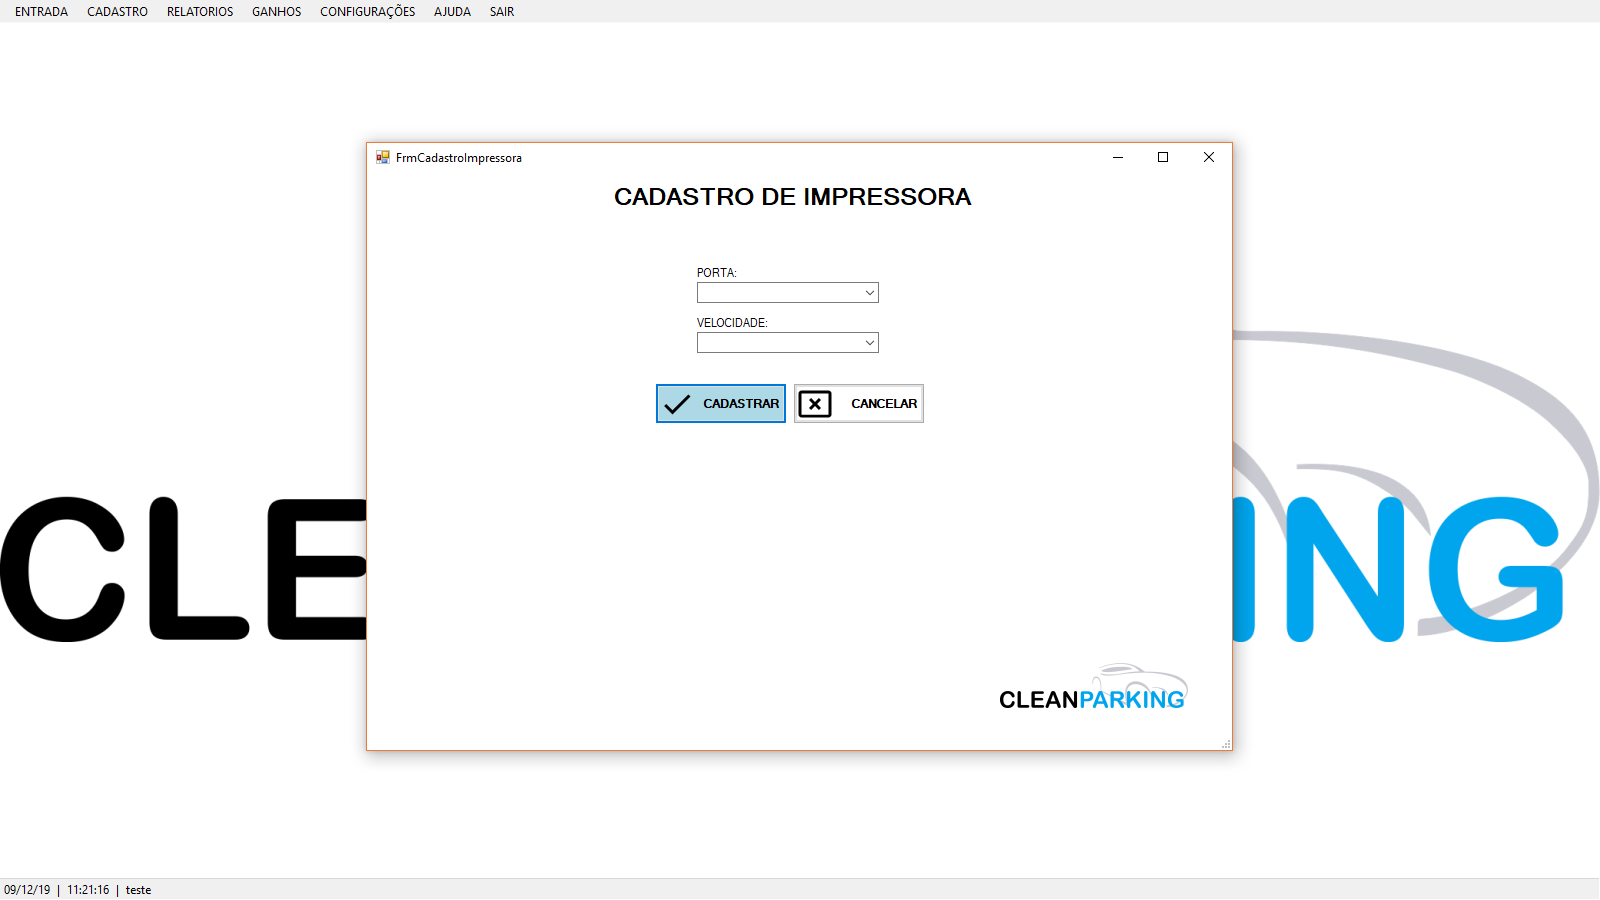 ENTRADA CADASTRO RELATORIOS GANHOS CONFIGURAÇÕES AJUDA SAIR
FrmCadastroImpressora
CADASTRO DE IMPRESSORA
PORTA:
VELOCIDADE:
CADASTRAR CANCELAR
CLE ING
CLEANPARKING
09/12/19 | 11:21:16 | teste